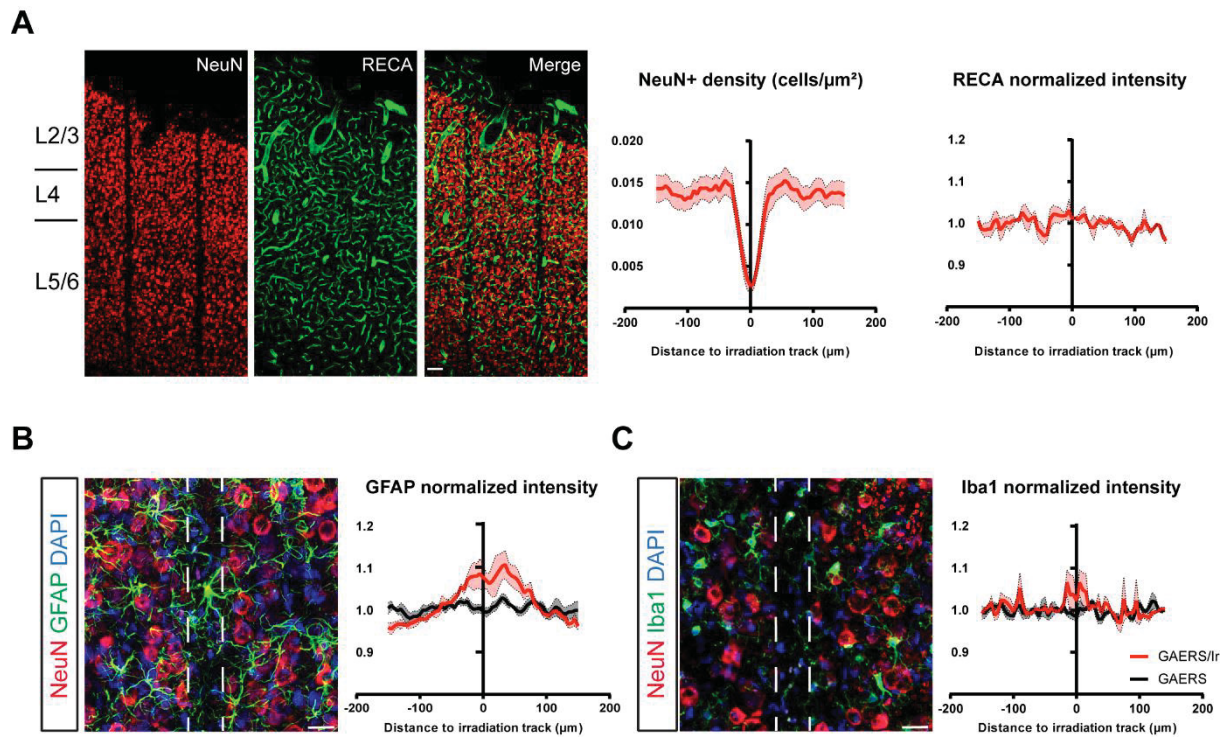 A
NeuN
RECA
Merge
L2/3
L4
L5/6
NeuN+ density (cells/µm²)
0.020
0.015
0.010
0.005
-200
-100
0
100
200
Distance to irradiation track (µm)
RECA normalized intensity
1.2
1.1
1.0
0.9
-200
-100
0
100
200
Distance to irradiation track (µm)
B
NeuN GFAP DAPI
GFAP normalized intensity
1.2
1.1
1.0
0.9
-200
-100
0
100
200
Distance to irradiation track (µm)
C
NeuN Iba1 DAPI
Iba1 normalized intensity
1.2
1.1
1.0
0.9
-200
-100
0
100
200
Distance to irradiation track (µm)
GAERS/Ir
GAERS